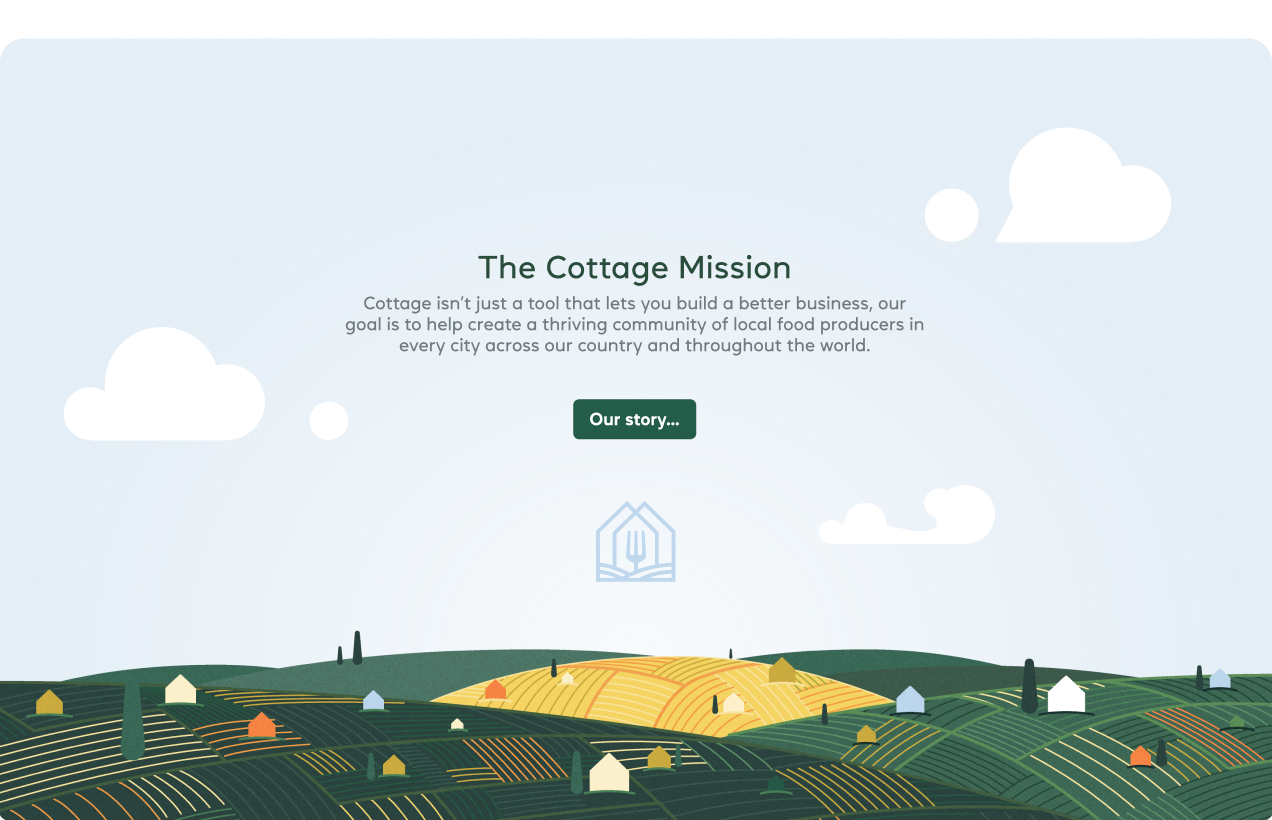 The Cottage Mission
Cottage isn’t just a tool that lets you build a better business, our
goal is to help create a thriving community of local food producers in
every city across our country and throughout the world.
Our story...